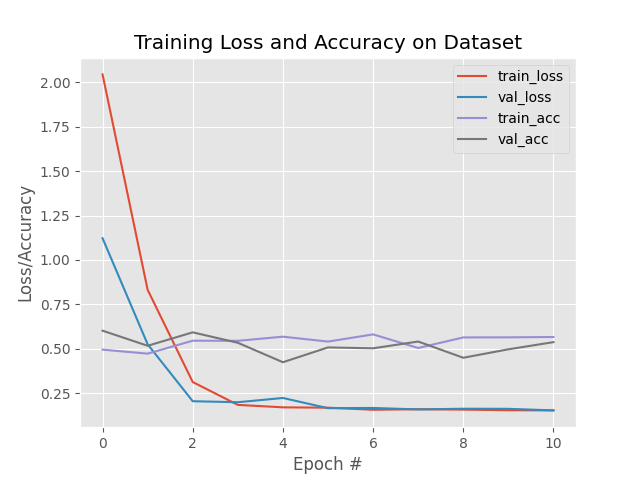 Training Loss and Accuracy on Dataset
train_loss
val_loss
train_acc
val_acc
Loss/Accuracy
2.00
1.75
1.50
1.25
1.00
0.75
0.50
0.25
0
2
4
6
8
10
Epoch #